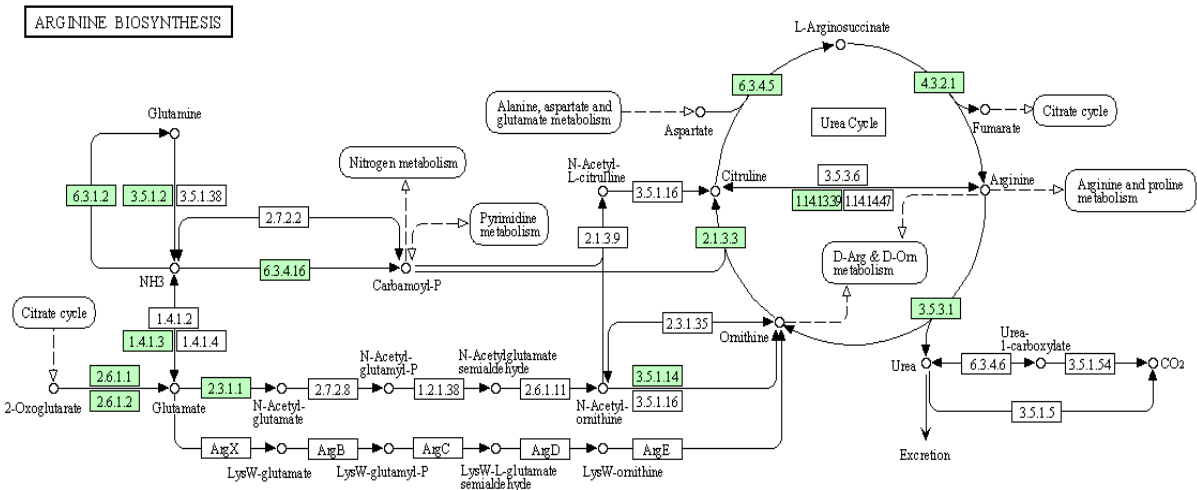 ARGININE BIOSYNTHESIS
L-Arginosuccinate
6.3.4.5
4.3.2.1
Alanine, aspartate and
glutamate metabolism
Aspartate
Urea Cycle
Fumarate
Citrate cycle
Glutamine
Nitrogen metabolism
N-Acetyl-
L-citrulline
6.3.1.2
3.5.1.2
3.5.1.38
3.5.1.16
Citruline
3.5.3.6
1.14.13.39
1.14.14.47
Arginine
Arginine and proline
metabolism
2.7.2.2
Pyrimidine
metabolism
2.1.3.9
2.1.3.3
D-Arg & D-Orn
metabolism
NH3
6.3.4.16
Carbamoyl-P
Citrate cycle
1.4.1.2
1.4.1.3
1.4.1.4
2.3.1.35
Ornithine
3.5.3.1
Urea-
1-carboxylate
N-Acetyl-
glutamyl-P
N-Acetylglutamate
semialdehyde
2.6.1.1
2.6.1.2
2-Oxoglutarate
Glutamate
2.3.1.1
N-Acetyl-
glutamate
2.7.2.8
1.2.1.38
2.6.1.11
N-Acetyl-
ornithine
3.5.1.14
3.5.1.16
Urea
6.3.4.6
3.5.1.54
CO2
3.5.1.5
ArgX
LysW-glutamate
ArgB
LysW-glutamyl-P
ArgC
LysW-L-glutamate
semialdehyde
ArgD
LysW-ornithine
ArgE
Excretion